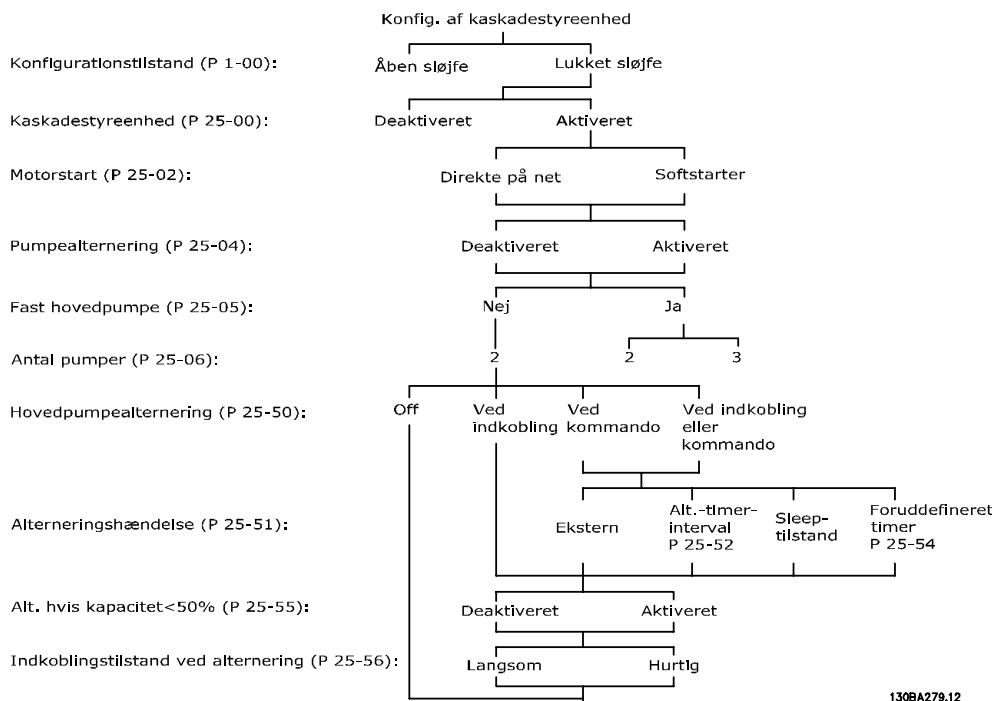 Konfig. af kaskadestyreenhed
Konfigurationstilstand (P 1-00):
Åben sløjfe
Lukket sløjfe
Kaskadestyreenhed (P 25-00):
Deaktiveret
Aktiveret
Motorstart (P 25-02):
Direkte på net
Softstarter
Pumpealternering (P 25-04):
Deaktiveret
Aktiveret
Fast hovedpumpe (P 25-05):
Nej
Ja
Antal pumper (P 25-06):
2
2
3
Hovedpumpealternering (P 25-50):
Off
Ved
indkobling
Ved
kommando
Ved indkobling
eller
kommando
Alterneringshændelse (P 25-51):
Ekstern
Alt.-timer-
interval
P 25-52
Sleep-
tilstand
Foruddefineret
timer
P 25-54
Alt. hvis kapacitet<50% (P 25-55):
Deaktiveret
Aktiveret
Indkoblingstilstand ved alternering (P 25-56):
Langsom
Hurtig
130BA279.12